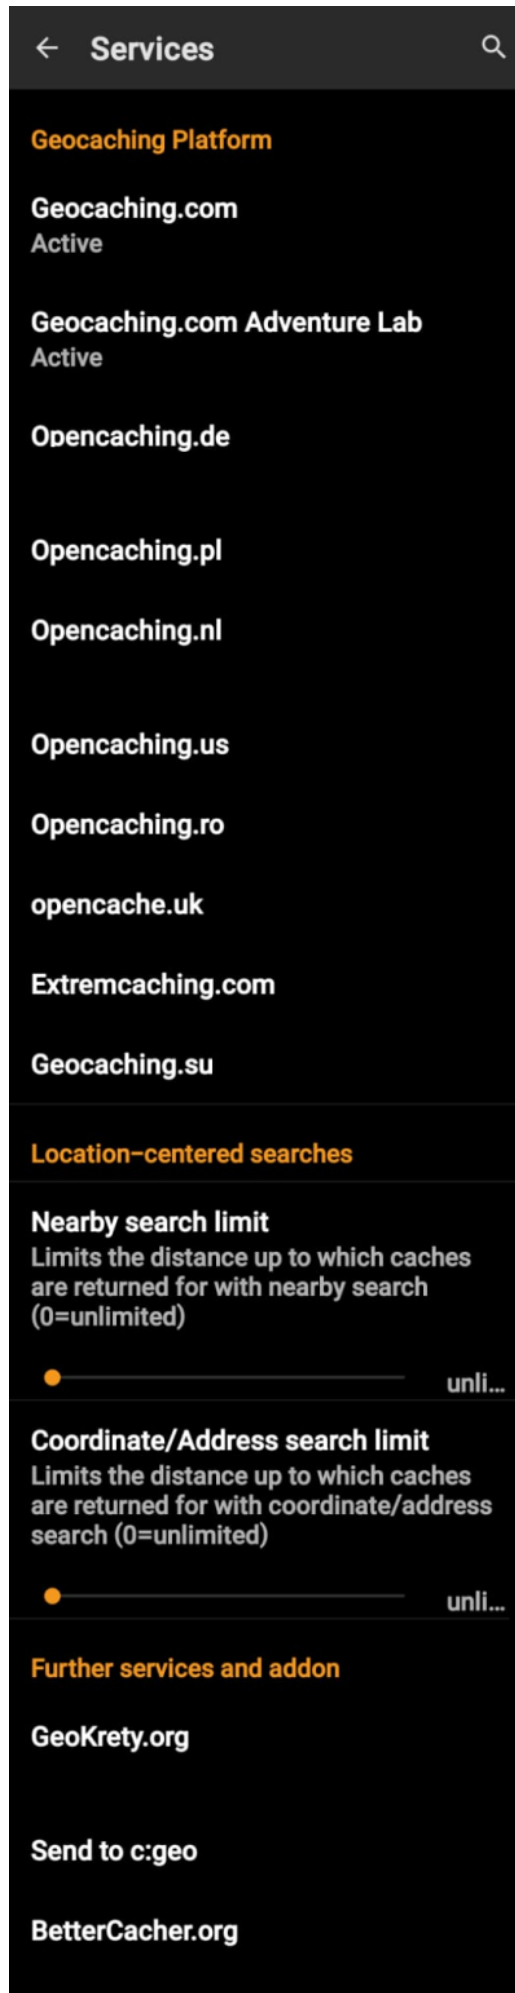 Services
Geocaching Platform
Geocaching.com
Active
Geocaching.com Adventure Lab
Active
Opencaching.de
Opencaching.pl
Opencaching.nl
Opencaching.us
Opencaching.ro
opencache.uk
Extremcaching.com
Geocaching.su
Location-centered searches
Nearby search limit
Limits the distance up to which caches
are returned for with nearby search
(0=unlimited)
unli...
Coordinate/Address search limit
Limits the distance up to which caches
are returned for with coordinate/address
search (0=unlimited)
unli...
Further services and addon
GeoKrety.org
Send to c:geo
BetterCacher.org